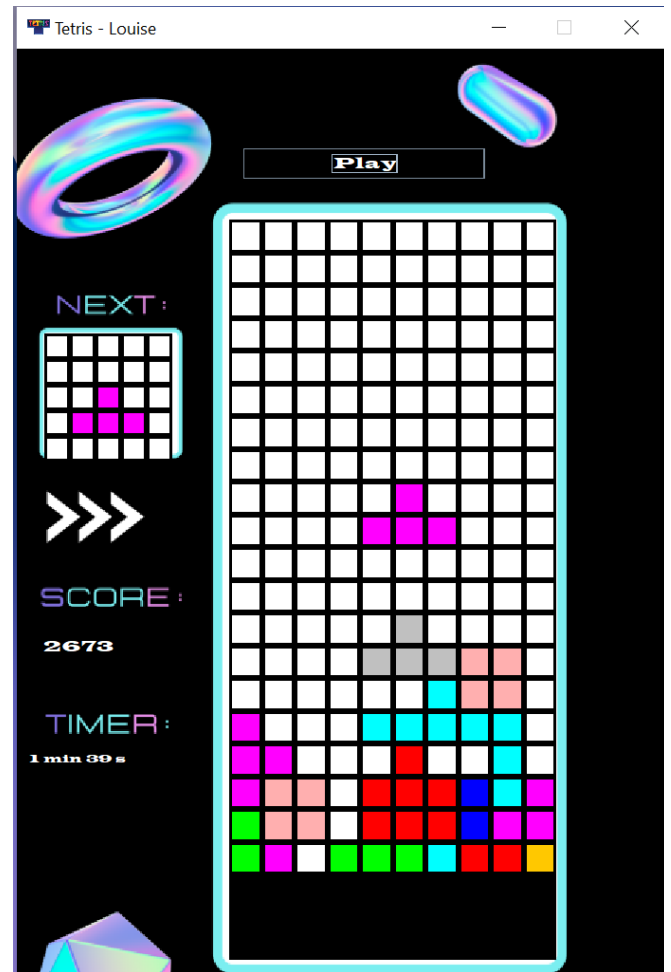 Tetris - Louise
Play
NEXT:
SCORE:
2673
TIMER:
1 min 39 s